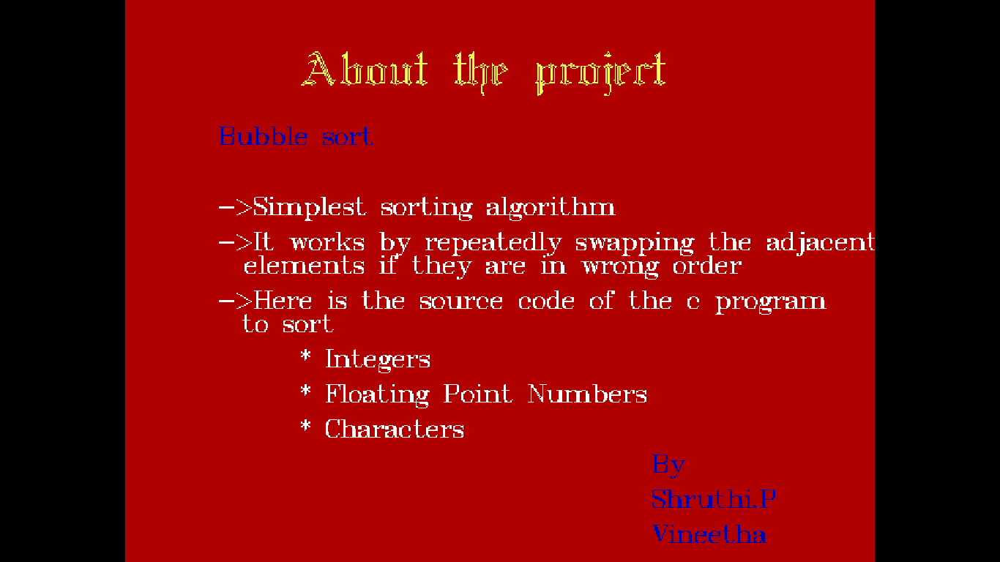 About the project
Bubble sort
->Simplest sorting algorithm
->It works by repeatedly swapping the adjacent
elements if they are in wrong order
->Here is the source code of the c program
to sort
* Integers
* Floating Point Numbers
* Characters
By
Shruthi.P
Vineetha